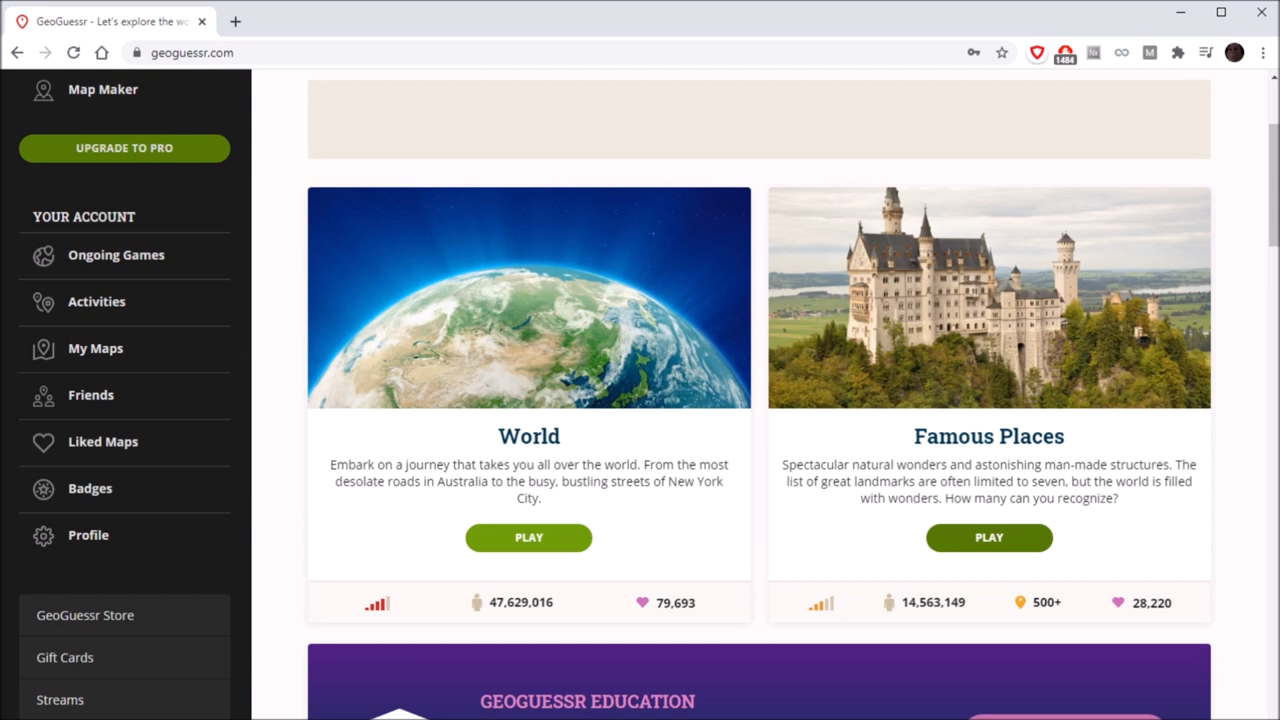 GeoGuessr - Let's explore the wo
geoguessr.com
1484
Map Maker
UPGRADE TO PRO
YOUR ACCOUNT
Ongoing Games
Activities
My Maps
Friends
Liked Maps
Badges
Profile
GeoGuessr Store
Gift Cards
Streams
World
Embark on a journey that takes you all over the world. From the most
desolate roads in Australia to the busy, bustling streets of New York
City.
PLAY
47,629,016
79,693
Famous Places
Spectacular natural wonders and astonishing man-made structures. The
list of great landmarks are often limited to seven, but the world is filled
with wonders. How many can you recognize?
PLAY
14,563,149
500+
28,220
GEOGUESSR EDUCATION